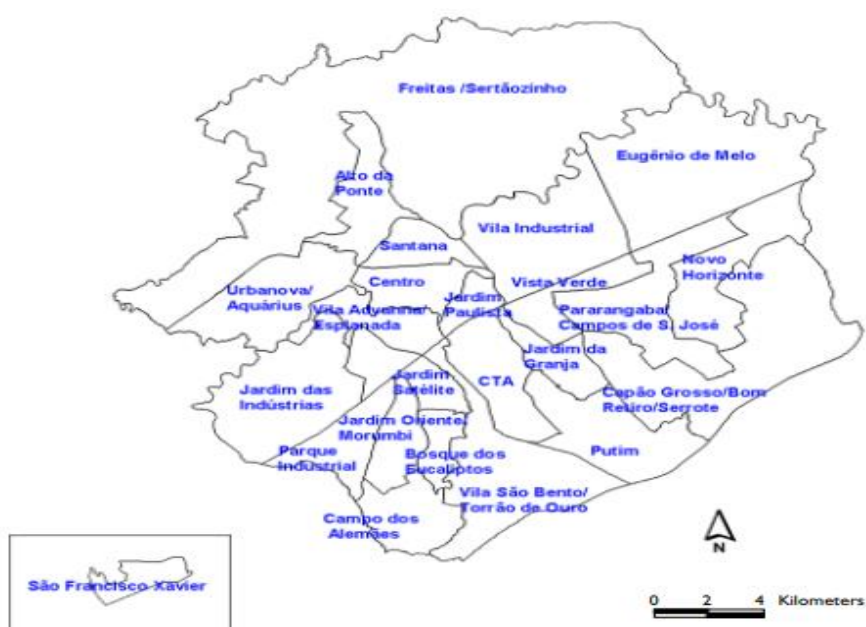 Freitas /Sertãozinho
Eugênio de Melo
Alto da
Ponte
Vila Industrial
Santana
Novo
Horizonte
Centro
Vista Verde
Urbanova/
Aquárius
Jardim
Paulista
Vila Adyanna/
Esplanada
Pararangaba/
Campos de S. José
Jardim da
Granja
Jardim
Satélite
CTA
Jardim das
Indústrias
Capão Grosso/Bom
Retiro/Serrote
Jardim Oriente/
Morumbi
Parque
Industrial
Bosque dos
Eucaliptos
Putim
Vila São Bento/
Torrão de Ouro
Campo dos
Alemães
N
São Francisco Xavier
0 2 4 Kilometers